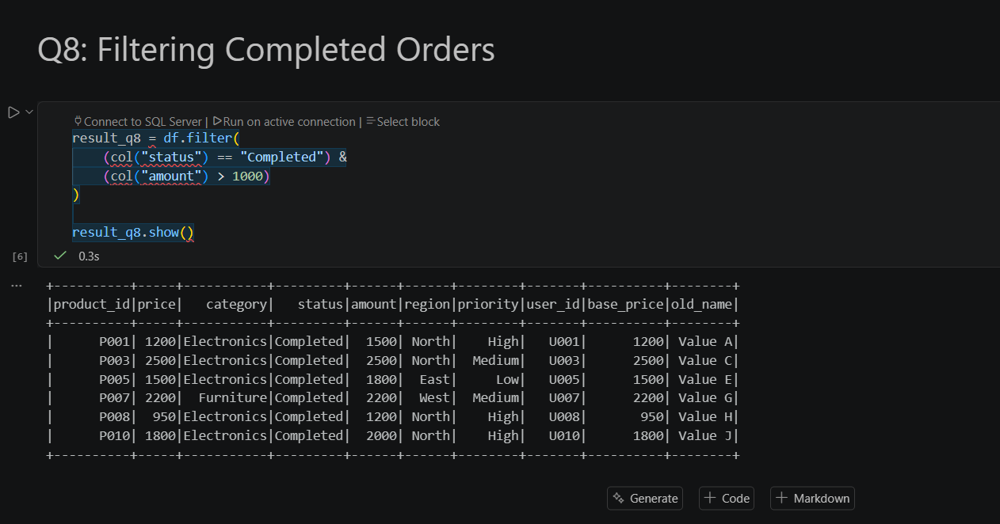 Q8: Filtering Completed Orders
Connect to SQL Server | Run on active connection | Select block
result_q8 = df.filter(
    (col("status") == "Completed") &
    (col("amount") > 1000)
)
result_q8.show()
[6]
0.3s
...
+----------+-----+-----------+---------+------+------+--------+-------+----------+--------+
|product_id|price|   category|   status|amount|region|priority|user_id|base_price|old_name|
+----------+-----+-----------+---------+------+------+--------+-------+----------+--------+
|      P001| 1200|Electronics|Completed|  1500| North|    High|   U001|      1200| Value A|
|      P003| 2500|Electronics|Completed|  2500| North|  Medium|   U003|      2500| Value C|
|      P005| 1500|Electronics|Completed|  1800|  East|     Low|   U005|      1500| Value E|
|      P007| 2200|  Furniture|Completed|  2200|  West|  Medium|   U007|      2200| Value G|
|      P008|  950|Electronics|Completed|  1200| North|    High|   U008|       950| Value H|
|      P010| 1800|Electronics|Completed|  2000| North|    High|   U010|      1800| Value J|
+----------+-----+-----------+---------+------+------+--------+-------+----------+--------+
Generate
Code
Markdown